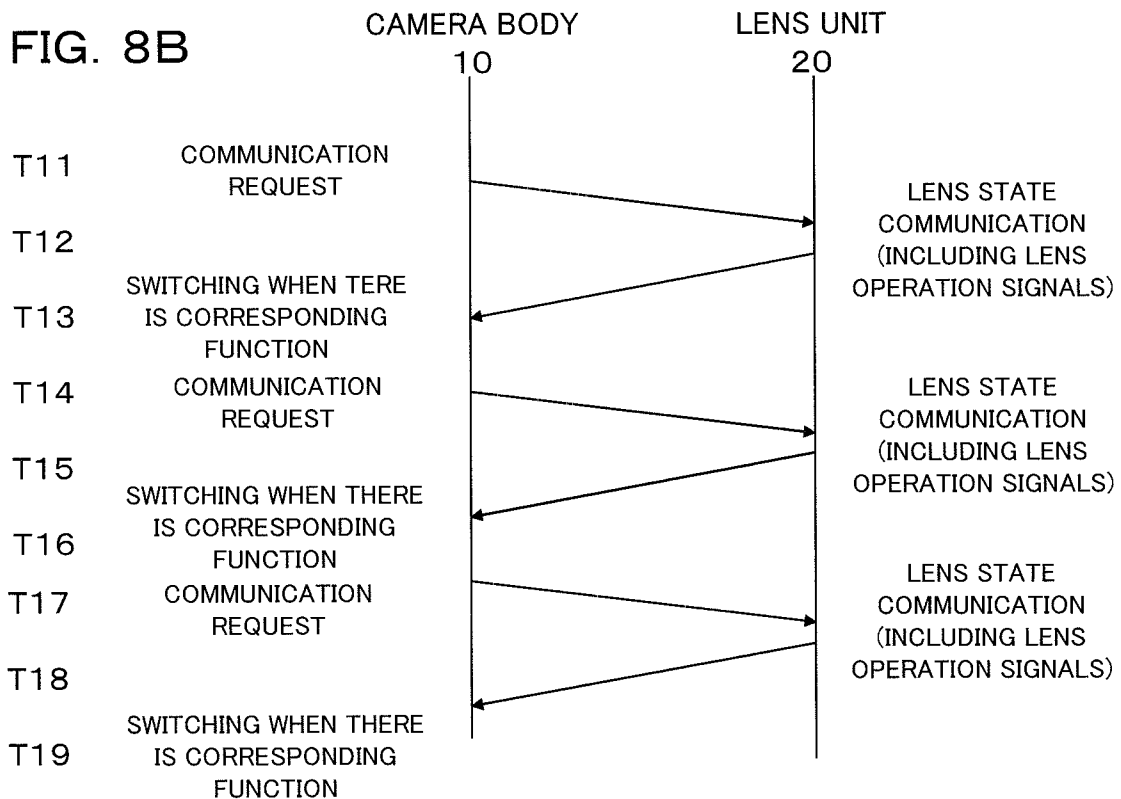 FIG. 8B
CAMERA BODY
10
LENS UNIT
20
T11
COMMUNICATION
REQUEST
LENS STATE
COMMUNICATION
(INCLUDING LENS
OPERATION SIGNALS)
T12
T13
SWITCHING WHEN TERE
IS CORRESPONDING
FUNCTION
T14
COMMUNICATION
REQUEST
LENS STATE
COMMUNICATION
(INCLUDING LENS
OPERATION SIGNALS)
T15
T16
SWITCHING WHEN THERE
IS CORRESPONDING
FUNCTION
T17
COMMUNICATION
REQUEST
LENS STATE
COMMUNICATION
(INCLUDING LENS
OPERATION SIGNALS)
T18
T19
SWITCHING WHEN THERE
IS CORRESPONDING
FUNCTION